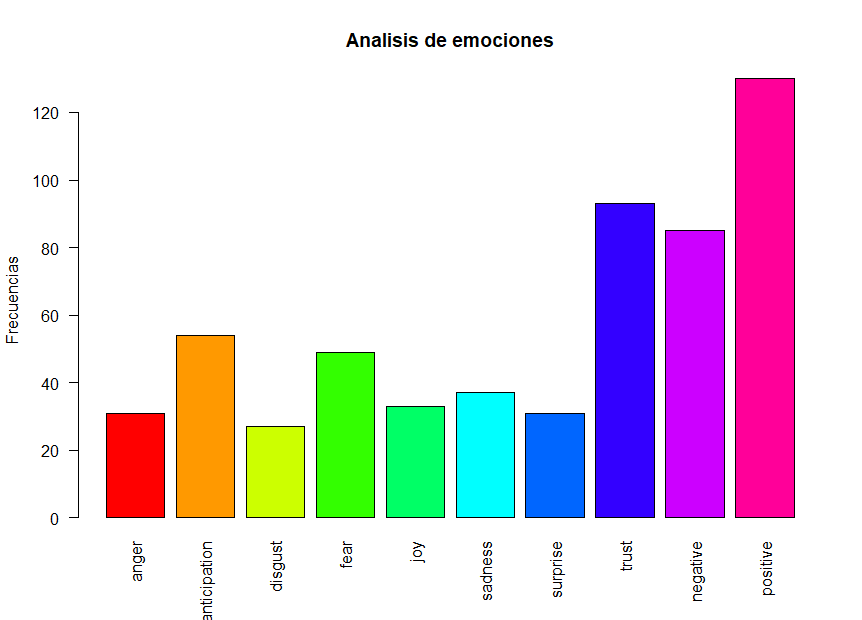 Analisis de emociones
Frecuencias
120
100
80
60
40
20
0
anger
anticipation
disgust
fear
joy
sadness
surprise
trust
negative
positive